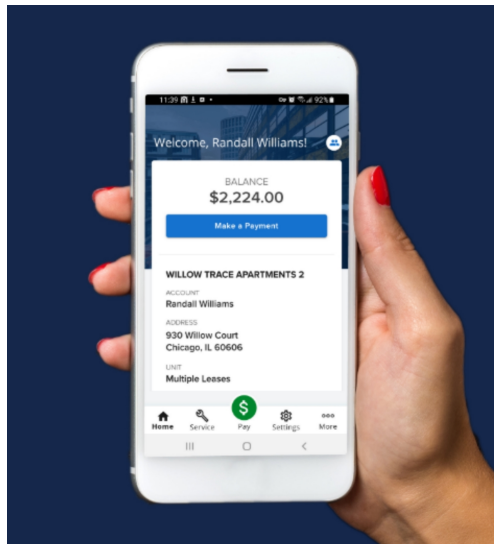 11:39
92%
Welcome, Randall Williams!
BALANCE
$2,224.00
Make a Payment
WILLOW TRACE APARTMENTS 2
ACCOUNT
Randall Williams
ADDRESS
930 Willow Court
Chicago, IL 60606
UNIT
Multiple Leases
$
Home Service Pay Settings More